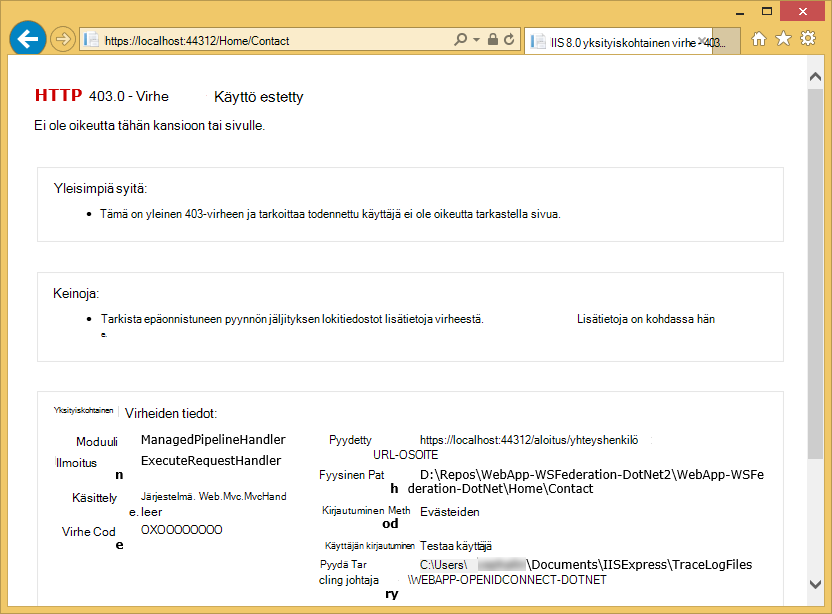 https://localhost:44312/Home/Contact
IIS 8.0 yksityiskohtainen virhe - 403...
HTTP 403.0 - Virhe Käyttö estetty
Ei ole oikeutta tähän kansioon tai sivulle.
Yleisimpiä syitä:
Tämä on yleinen 403-virheen ja tarkoittaa todennettu käyttäjä ei ole oikeutta tarkastella sivua.
Keinoja:
Tarkista epäonnistuneen pyynnön jäljityksen lokitiedostot lisätietoja virheestä. Lisätietoja on kohdassa hän
e.
Yksityiskohtainen Virheiden tiedot:
Moduuli ManagedPipelineHandler
Ilmoitus ExecuteRequestHandler
n
Käsittely Järjestelmä. Web.Mvc.MvcHand
e. leer
Virhe Cod 0X00000000
e
Pyydetty https://localhost:44312/aloitus/yhteyshenkilö
URL-OSOITE
Fyysinen Pat D:\Repos\WebApp-WSFederation-DotNet2\WebApp-WSFe
h deration-DotNet\Home\Contact
Kirjautuminen Meth Evästeiden
od
Käyttäjän kirjautuminen Testaa käyttäjä
Pyydä Tar C:\Users\ \Documents\IISExpress\TraceLogFiles
cling johtaja \WEBAPP-OPENIDCONNECT-DOTNET
ry